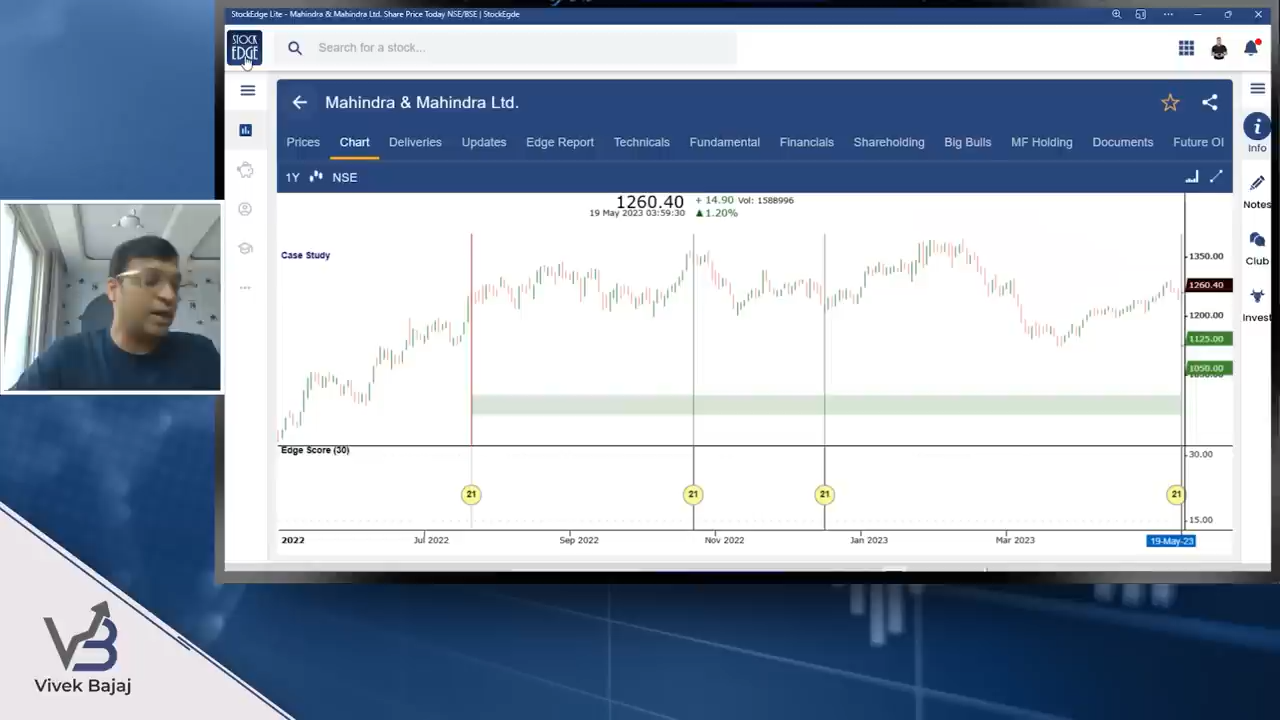 StockEdge Lite - Mahindra & Mahindra Ltd. Share Price Today NSE/BSE | StockEgde
STOCK
EDGE
Search for a stock...
Mahindra & Mahindra Ltd.
Prices Chart Deliveries Updates Edge Report Technicals Fundamental Financials Shareholding Big Bulls MF Holding Documents Future OI
1Y NSE
1260.40 + 14.90 Vol: 1588996
19 May 2023 03:59:30 ▲1.20%
Case Study
1350.00
1260.40
1200.00
1125.00
1050.00
Edge Score (30)
30.00
21 21 21 21
15.00
2022 Jul 2022 Sep 2022 Nov 2022 Jan 2023 Mar 2023 19-May-23
Info
Notes
Club
Invest
VB
Vivek Bajaj